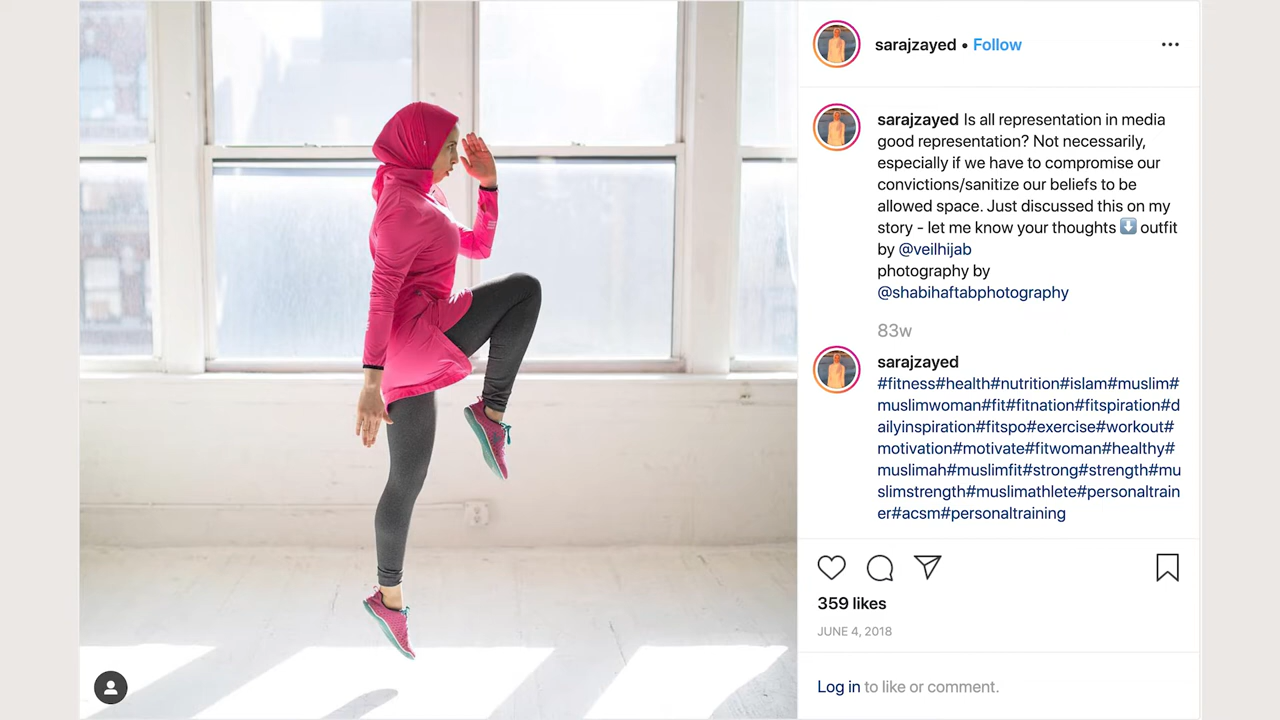 sarajzayed • Follow
sarajzayed Is all representation in media
good representation? Not necessarily,
especially if we have to compromise our
convictions/sanitize our beliefs to be
allowed space. Just discussed this on my
story - let me know your thoughts ⬇️ outfit
by @veilhijab
photography by
@shabihaftabphotography
83w
sarajzayed
#fitness#health#nutrition#islam#muslim#
muslimwoman#fit#fitnation#fitspiration#d
ailyinspiration#fitspo#exercise#workout#
motivation#motivate#fitwoman#healthy#
muslimah#muslimfit#strong#strength#mu
slimstrength#muslimathlete#personaltrain
er#acsm#personaltraining
359 likes
JUNE 4, 2018
Log in to like or comment.